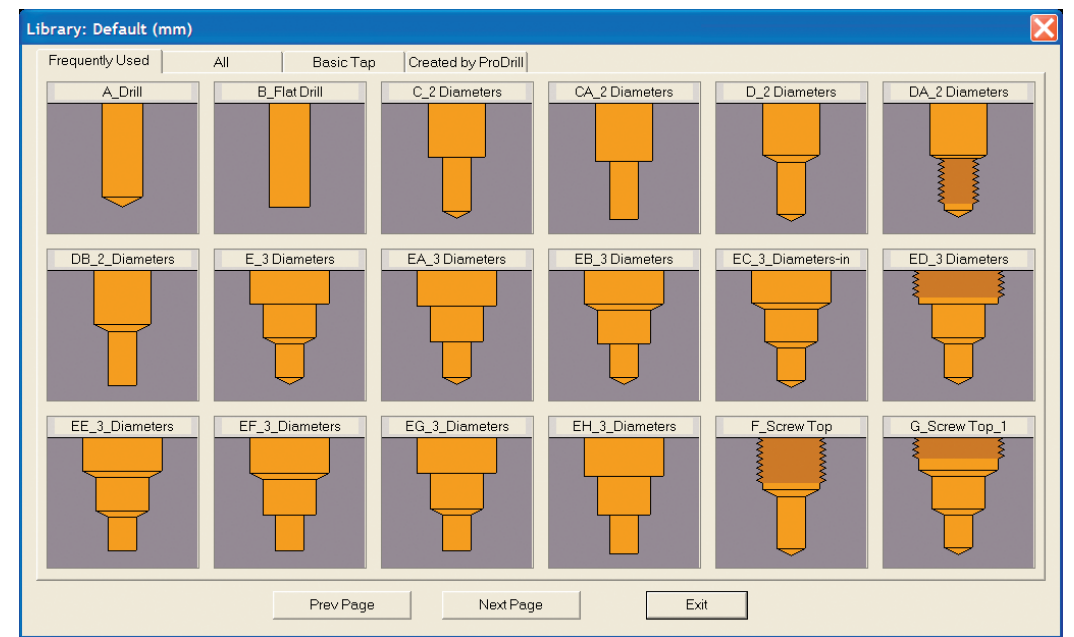 Library: Default (mm)
Frequently Used All Basic Tap Created by ProDrill
A_Drill B_Flat Drill C_2 Diameters CA_2 Diameters D_2 Diameters DA_2 Diameters
DB_2_Diameters E_3 Diameters EA_3 Diameters EB_3 Diameters EC_3_Diameters-in ED_3 Diameters
EE_3_Diameters EF_3_Diameters EG_3_Diameters EH_3_Diameters F_Screw Top G_Screw Top_1
Prev Page Next Page Exit